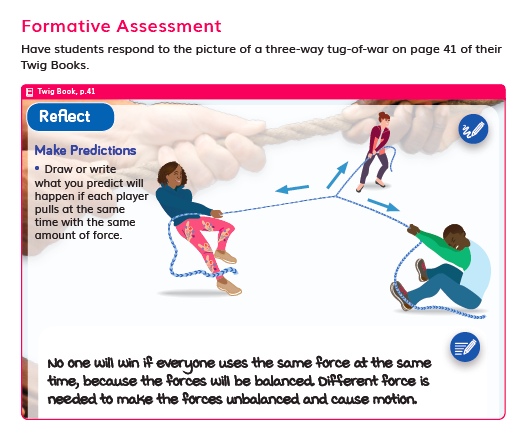 Formative Assessment
Have students respond to the picture of a three-way tug-of-war on page 41 of their
Twig Books.
Twig Book, p.41
Reflect
Make Predictions
• Draw or write
what you predict will
happen if each player
pulls at the same
time with the same
amount of force.
No one will win if everyone uses the same force at the same
time, because the forces will be balanced. Different force is
needed to make the forces unbalanced and cause motion.